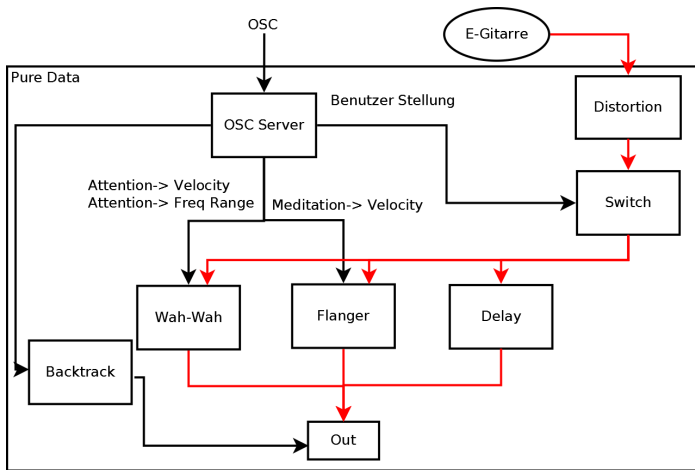 OSC
E-Gitarre
Pure Data
Distortion
Benutzer Stellung
OSC Server
Attention-> Velocity
Attention-> Freq Range
Meditation-> Velocity
Switch
Wah-Wah
Flanger
Delay
Backtrack
Out